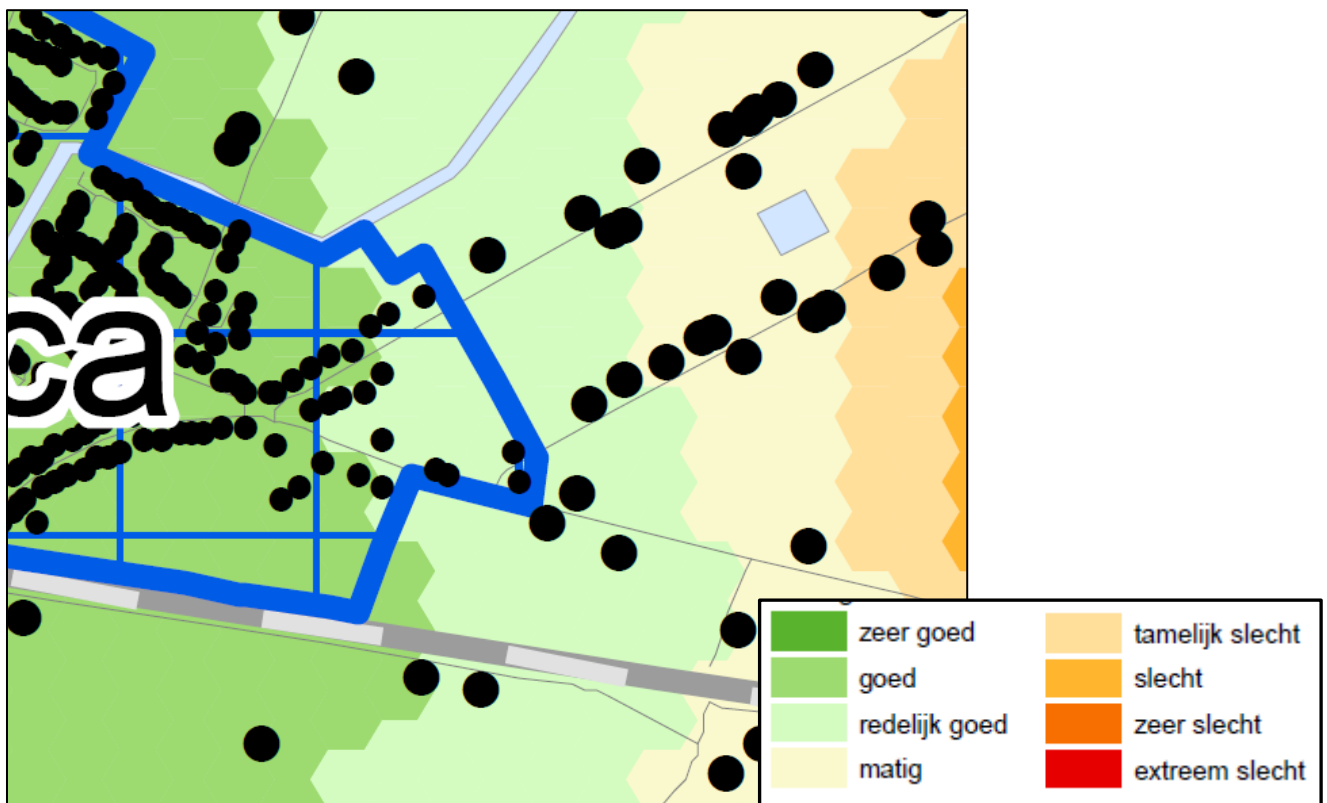 ca
zeer goed
goed
redelijk goed
matig
tamelijk slecht
slecht
zeer slecht
extreem slecht